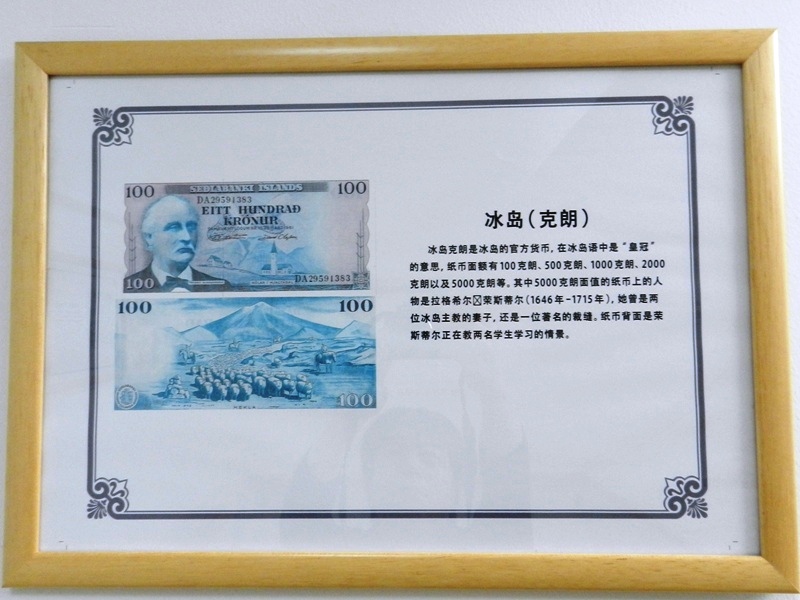 100
SEÐLABANKI ISLANDS
100
DA29591383
EITT HUNDRAÐ
KRÓNUR
DA29591383
100
100
100
HEKLA
100
冰岛（克朗）
冰岛克朗是冰岛的官方货币，在冰岛语中是“皇冠”
的意思，纸币面额有100克朗、500克朗、1000克朗、2000
克朗以及5000克朗等。其中5000克朗面值的纸币上的人
物是拉格希尔☒荣斯蒂尔（1646年-1715年），她曾是两
位冰岛主教的妻子，还是一位著名的裁缝。纸币背面是荣
斯蒂尔正在教两名学生学习的情景。